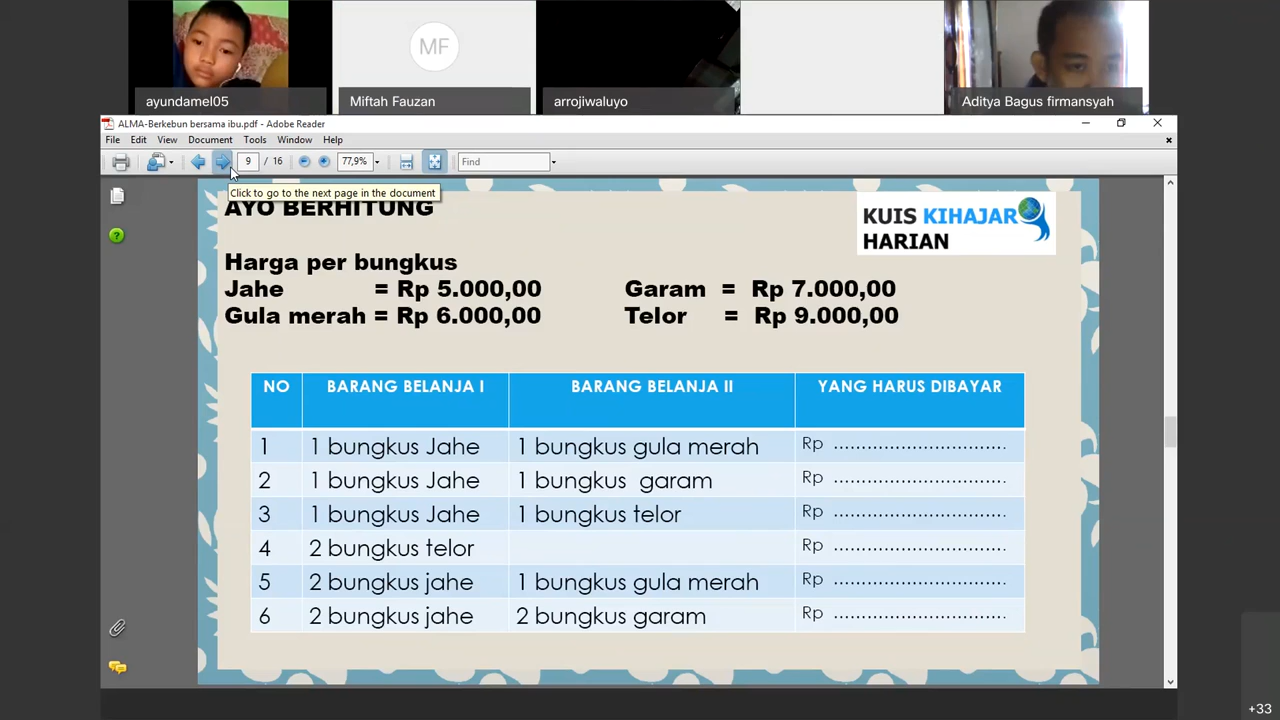 MF
ayundamel05
Miftah Fauzan
arrojiwaluyo
Aditya Bagus firmansyah
ALMA-Berkebun bersama ibu.pdf - Adobe Reader
File Edit View Document Tools Window Help
9 / 16 77,9% Find
Click to go to the next page in the document
AYO BERHITUNG
KUIS KIHAJAR
HARIAN
Harga per bungkus
Jahe = Rp 5.000,00 Garam = Rp 7.000,00
Gula merah = Rp 6.000,00 Telor = Rp 9.000,00
NO BARANG BELANJA I BARANG BELANJA II YANG HARUS DIBAYAR
1 1 bungkus Jahe 1 bungkus gula merah Rp ...............................
2 1 bungkus Jahe 1 bungkus garam Rp ...............................
3 1 bungkus Jahe 1 bungkus telor Rp ...............................
4 2 bungkus telor Rp ...............................
5 2 bungkus jahe 1 bungkus gula merah Rp ...............................
6 2 bungkus jahe 2 bungkus garam Rp ...............................
+33